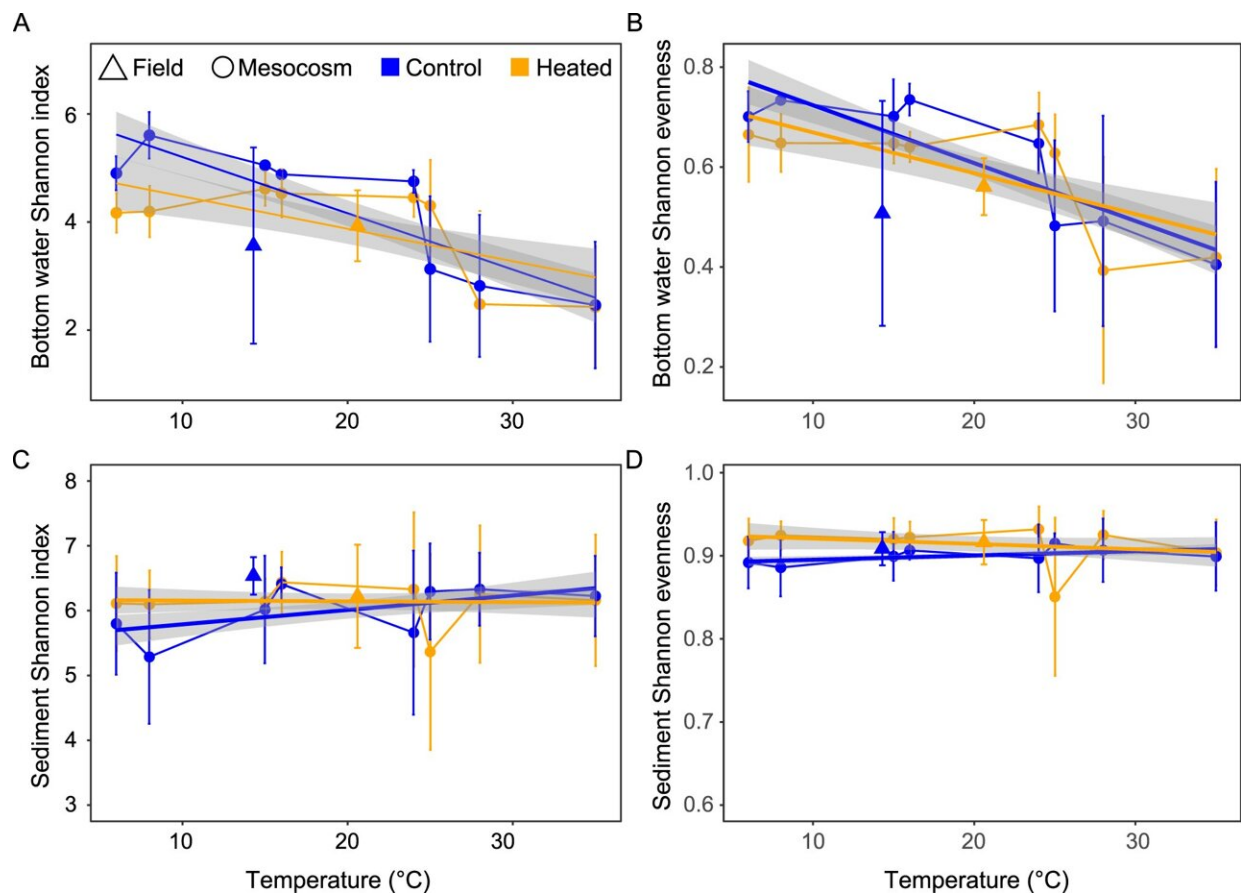 A
B
Field Mesocosm Control Heated
Bottom water Shannon index
6
4
2
10 20 30
Bottom water Shannon evenness
0.8
0.6
0.4
0.2
10 20 30
C
D
Sediment Shannon index
8
7
6
5
4
3
10 20 30
Temperature (°C)
Sediment Shannon evenness
1.0
0.9
0.8
0.7
0.6
10 20 30
Temperature (°C)